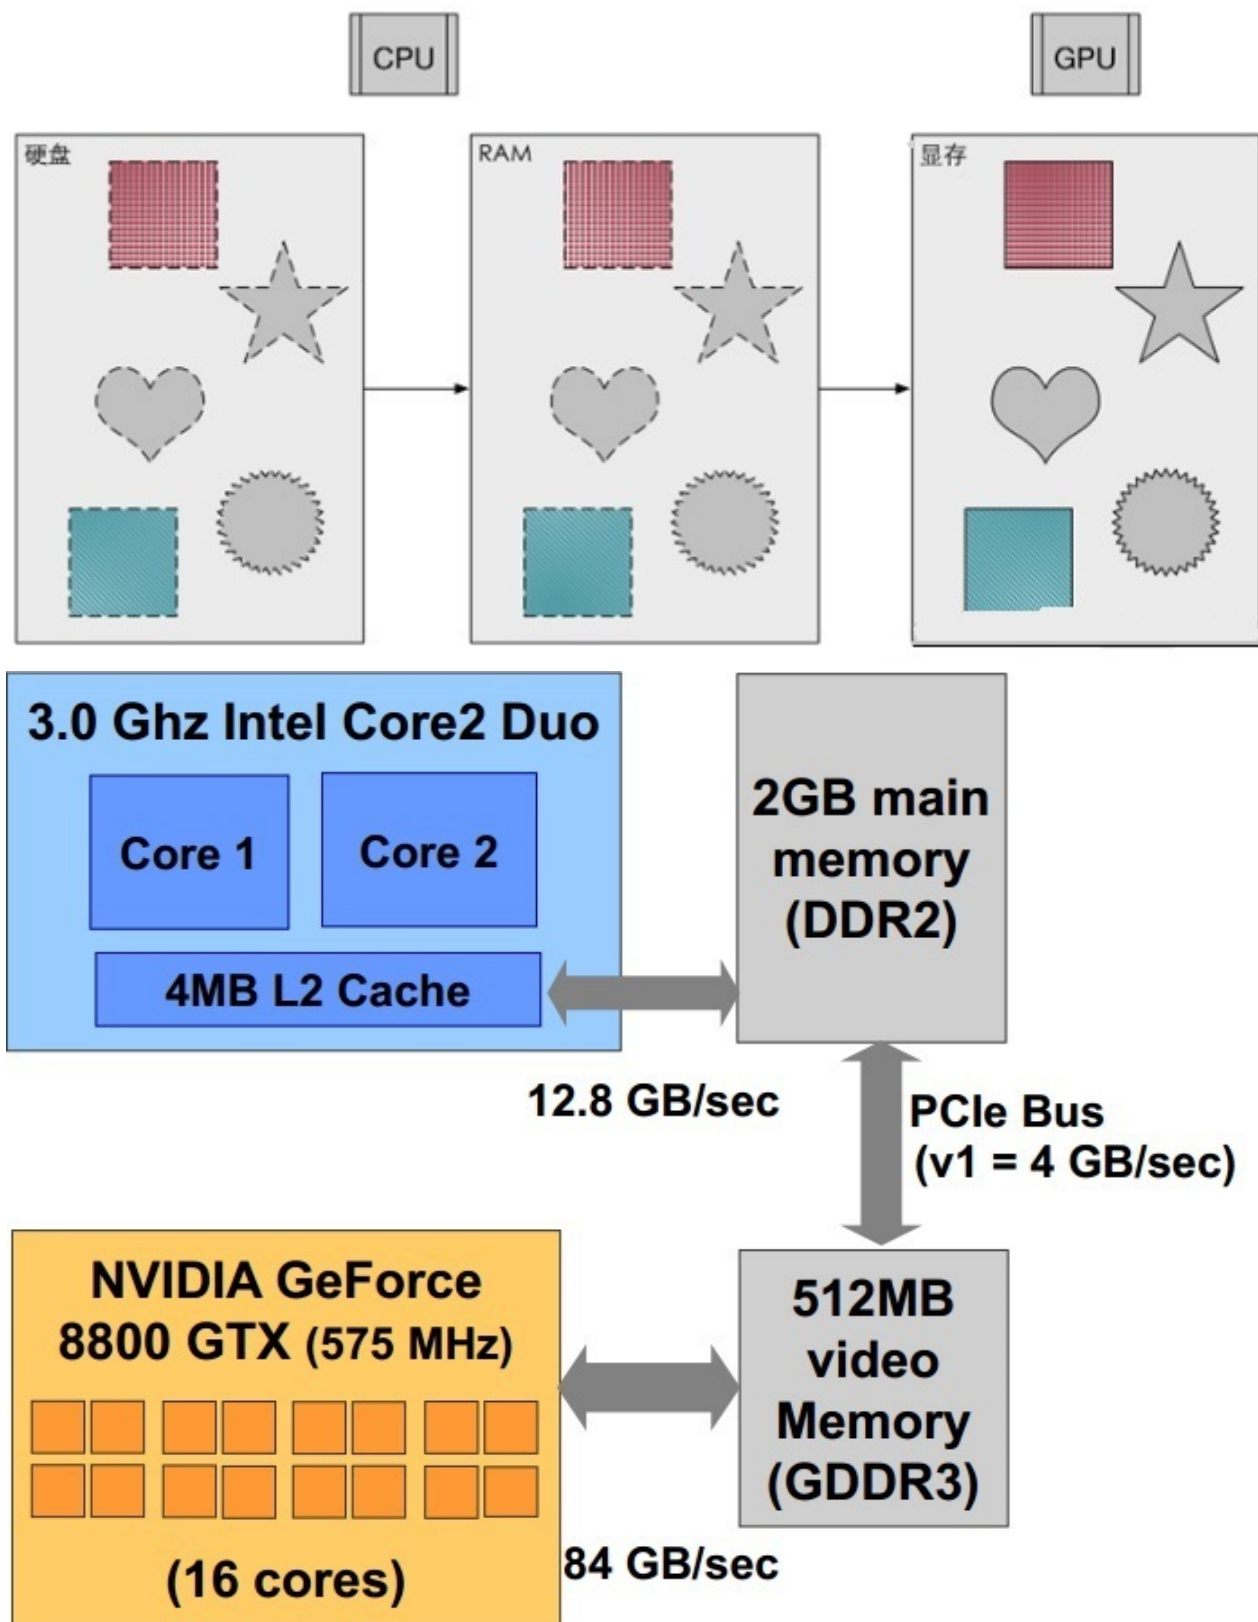 CPU
GPU
硬盘
RAM
显存
3.0 Ghz Intel Core2 Duo
Core 1
Core 2
4MB L2 Cache
2GB main
memory
(DDR2)
12.8 GB/sec
PCIe Bus
(v1 = 4 GB/sec)
NVIDIA GeForce
8800 GTX (575 MHz)
(16 cores)
84 GB/sec
512MB
video
Memory
(GDDR3)